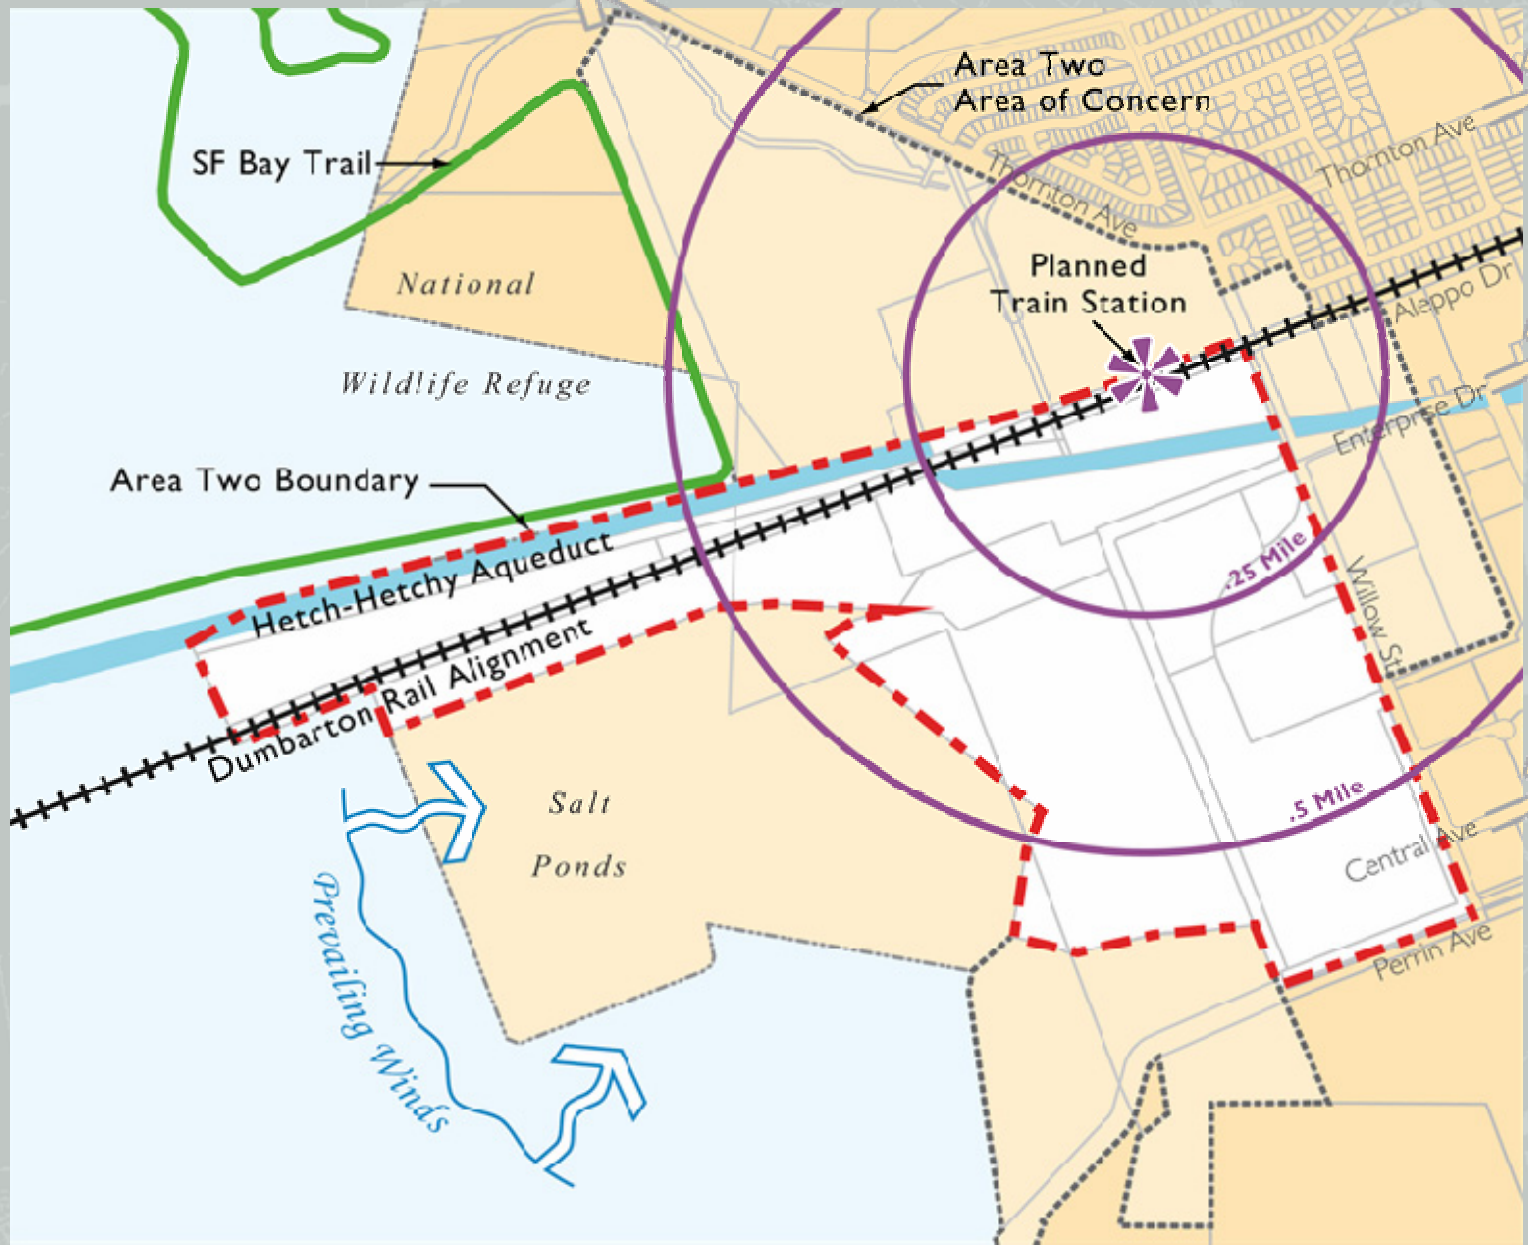 Area Two
Area of Concern
SF Bay Trail
Thornton Ave
Thornton Ave
National
Planned
Train Station
Aleppo Dr
Wildlife Refuge
Enterprise Dr
Area Two Boundary
Hetch-Hetchy Aqueduct
.25 Mile
Willow St
Dumbarton Rail Alignment
Salt
Ponds
.5 Mile
Central Ave
Perrin Ave
Prevailing Winds